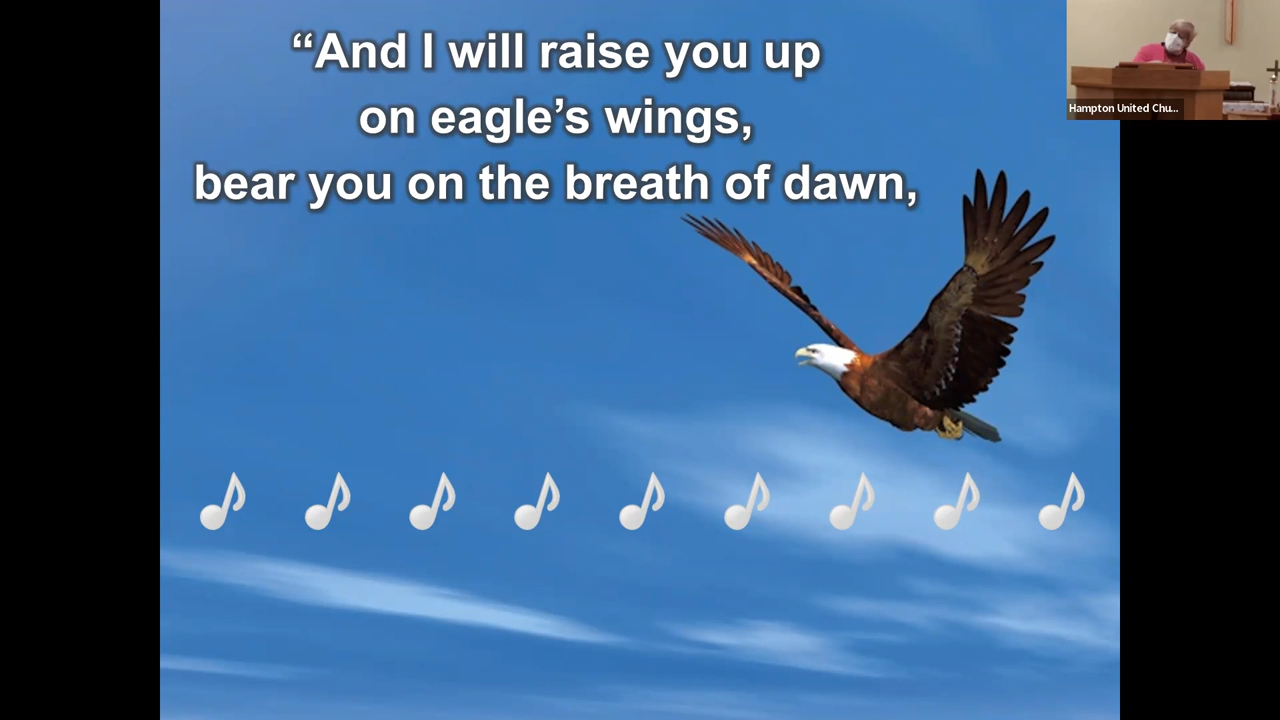 “And I will raise you up
on eagle’s wings,
bear you on the breath of dawn,
Hampton United Chu...